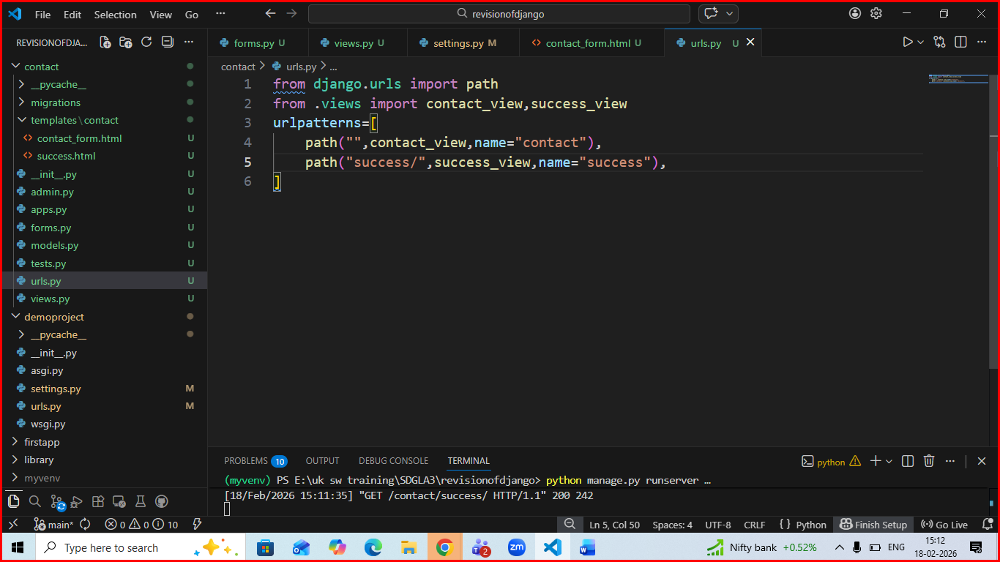 File Edit Selection View Go ··· revisionofdjango
REVISIONOFDJA...
forms.py U views.py U settings.py M contact_form.html U urls.py U
contact > urls.py > ...
contact
__pycache__
migrations
templates\contact
contact_form.html U
success.html U
__init__.py U
admin.py U
apps.py U
forms.py U
models.py U
tests.py U
urls.py U
views.py U
demoproject
__pycache__
__init__.py
asgi.py
settings.py M
urls.py M
wsgi.py
firstapp
library
myvenv
1 from django.urls import path
2 from .views import contact_view,success_view
3 urlpatterns=[
4 path("",contact_view,name="contact"),
5 path("success/",success_view,name="success"),
6 ]
PROBLEMS 10 OUTPUT DEBUG CONSOLE TERMINAL python
(myvenv) PS E:\uk sw training\SDGLA3\revisionofdjango> python manage.py runserver …
[18/Feb/2026 15:11:35] "GET /contact/success/ HTTP/1.1" 200 242
main* 0 0 10 Ln 5, Col 50 Spaces: 4 UTF-8 CRLF { } Python Finish Setup Go Live
Type here to search 2 zm Nifty bank +0.52% ENG 15:12
18-02-2026